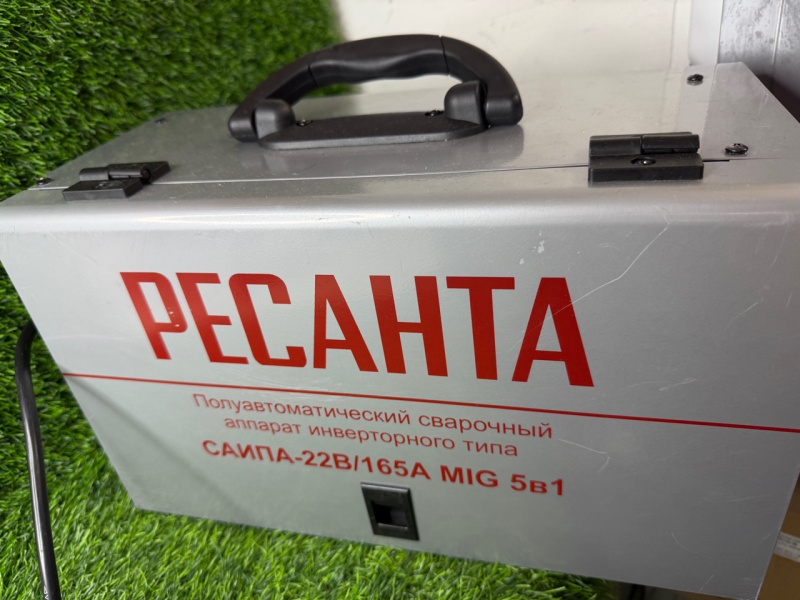 РЕСАНТА
Полуавтоматический сварочный
аппарат инверторного типа
САИПА-22В/165А MIG 5в1